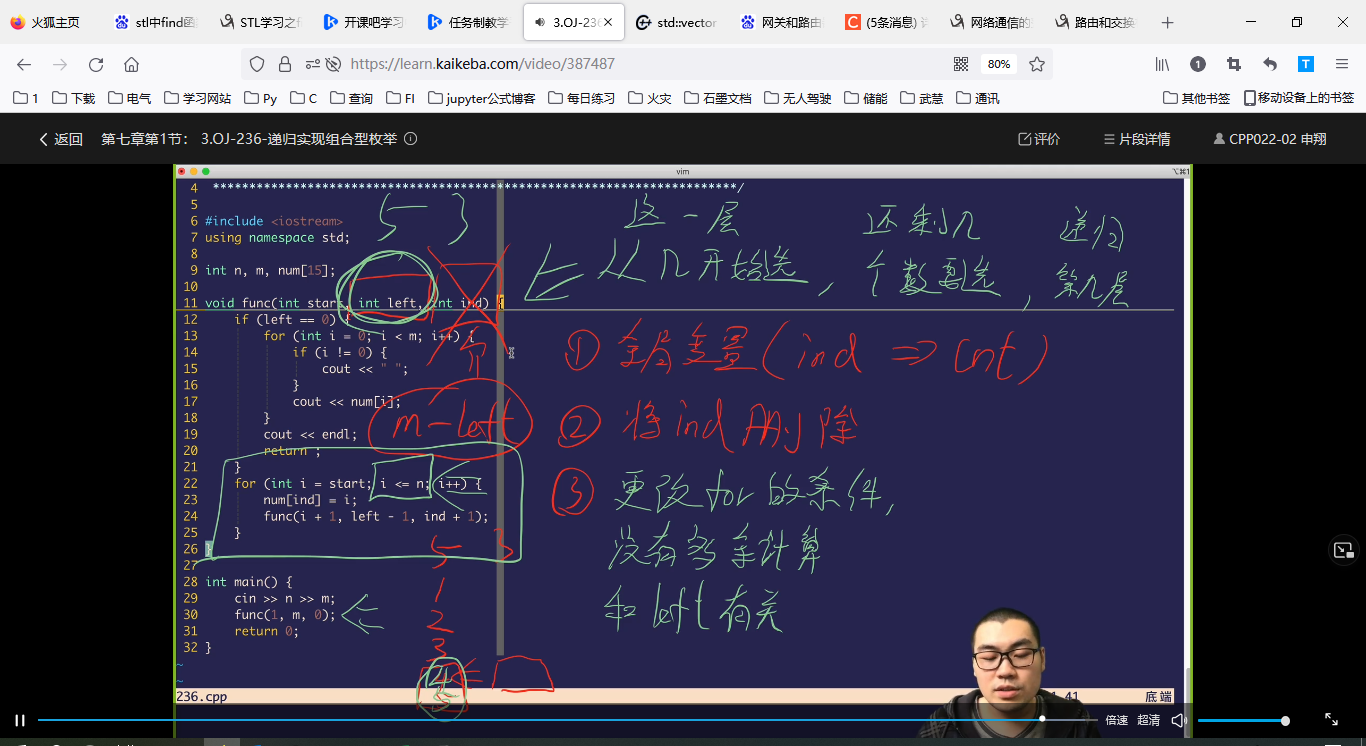 火狐主页
stl中find函
STL学习之
开课吧学习
任务制教学
3.OJ-236
std::vector
网关和路由
(5条消息)
网络通信的
路由和交换
https://learn.kaikeba.com/video/387487
80%
1
T
1 下载 电气 学习网站 Py C 查询 FI jupyter公式博客 每日练习 火灾 石墨文档 无人驾驶 储能 武慧 通讯 其他书签 移动设备上的书签
返回 第七章第1节： 3.OJ-236-递归实现组合型枚举 评价 片段详情 CPP022-02 申翔
vim
⌥⌘1
4 ************************************************************************/
5
6 #include <iostream>
7 using namespace std;
8
9 int n, m, num[15];
10
11 void func(int start, int left, int ind) {
12 if (left == 0) {
13 for (int i = 0; i < m; i++) {
14 if (i != 0) {
15 cout << " ";
16 }
17 cout << num[i];
18 }
19 cout << endl;
20 return ;
21 }
22 for (int i = start; i <= n; i++) {
23 num[ind] = i;
24 func(i + 1, left - 1, ind + 1);
25 }
26 }
27
28 int main() {
29 cin >> n >> m;
30 func(1, m, 0);
31 return 0;
32 }
~
~
236.cpp
41 底端
5 3
这一层 还剩几 递归
从几开始选, 个数要选, 第几层
① 全局变量(ind => cnt)
m-left
② 将ind删除
③ 更改for的条件,
没有多余计算
和left有关
5 3
1
2
3
4
5
倍速 超清